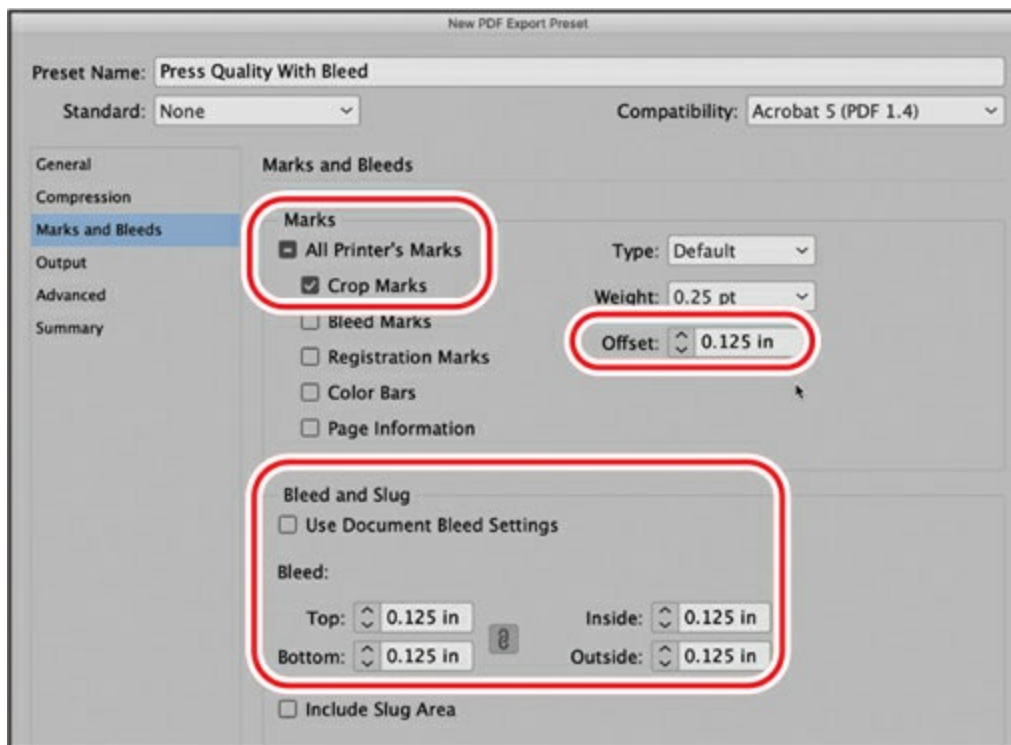 New PDF Export Preset
Preset Name: Press Quality With Bleed
Standard: None Compatibility: Acrobat 5 (PDF 1.4)
General
Compression
Marks and Bleeds
Output
Advanced
Summary
Marks and Bleeds
Marks
All Printer's Marks
Crop Marks
Bleed Marks
Registration Marks
Color Bars
Page Information
Type: Default
Weight: 0.25 pt
Offset: 0.125 in
Bleed and Slug
Use Document Bleed Settings
Bleed:
Top: 0.125 in Inside: 0.125 in
Bottom: 0.125 in Outside: 0.125 in
Include Slug Area